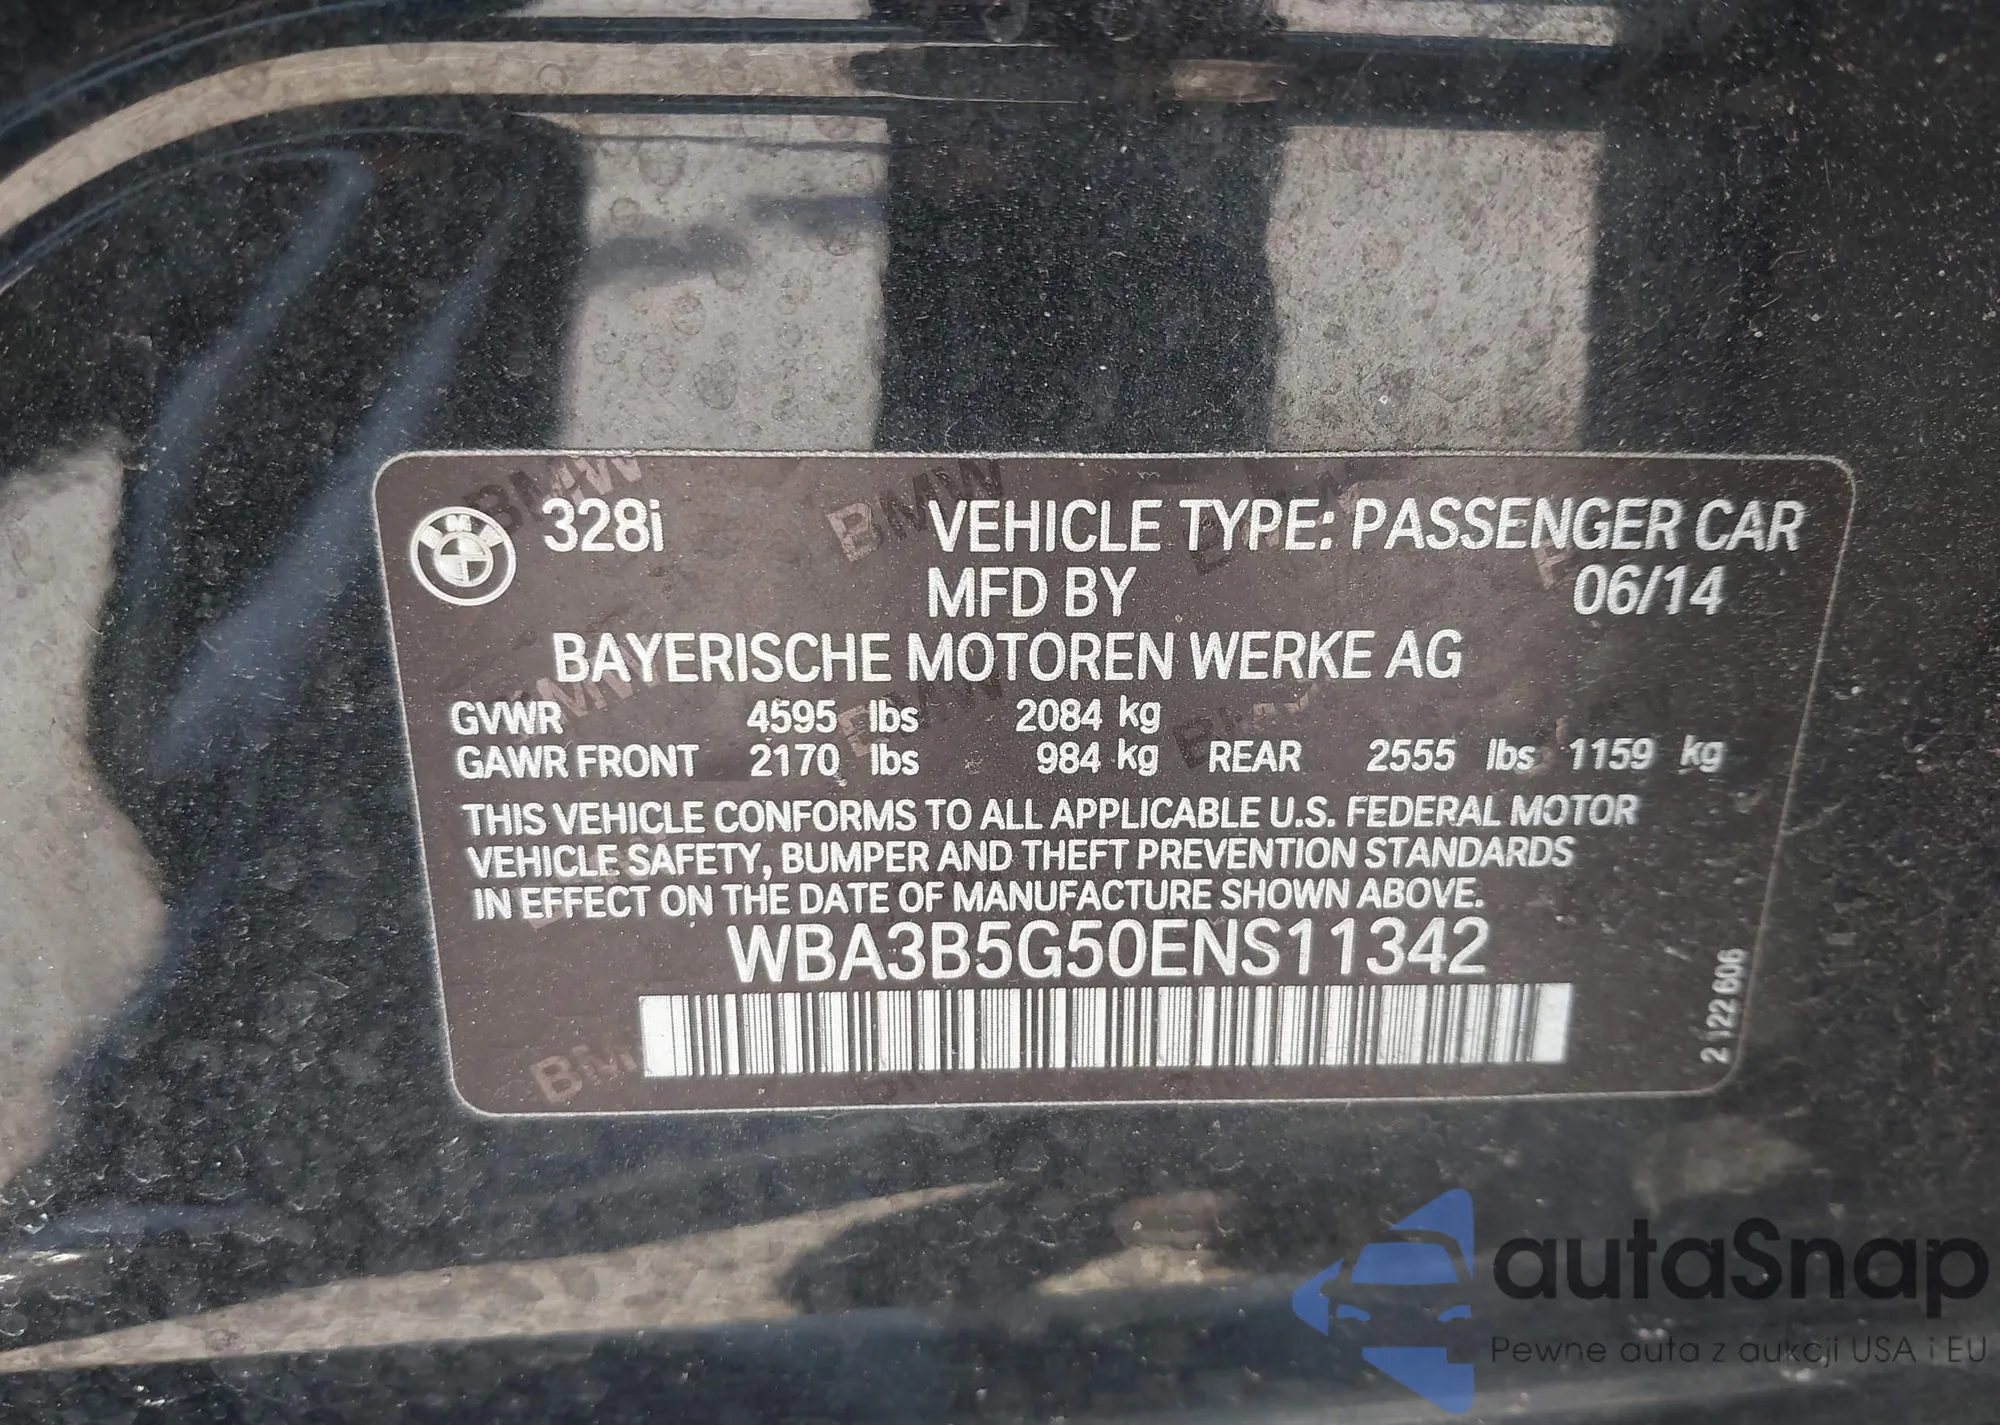 328i VEHICLE TYPE: PASSENGER CAR
MFD BY 06/14
BAYERISCHE MOTOREN WERKE AG
GVWR 4595 lbs 2084 kg
GAWR FRONT 2170 lbs 984 kg REAR 2555 lbs 1159 kg
THIS VEHICLE CONFORMS TO ALL APPLICABLE U.S. FEDERAL MOTOR
VEHICLE SAFETY, BUMPER AND THEFT PREVENTION STANDARDS
IN EFFECT ON THE DATE OF MANUFACTURE SHOWN ABOVE.
WBA3B5G50ENS11342
2 122 606
autaSnap
Pewne auta z aukcji USA i EU